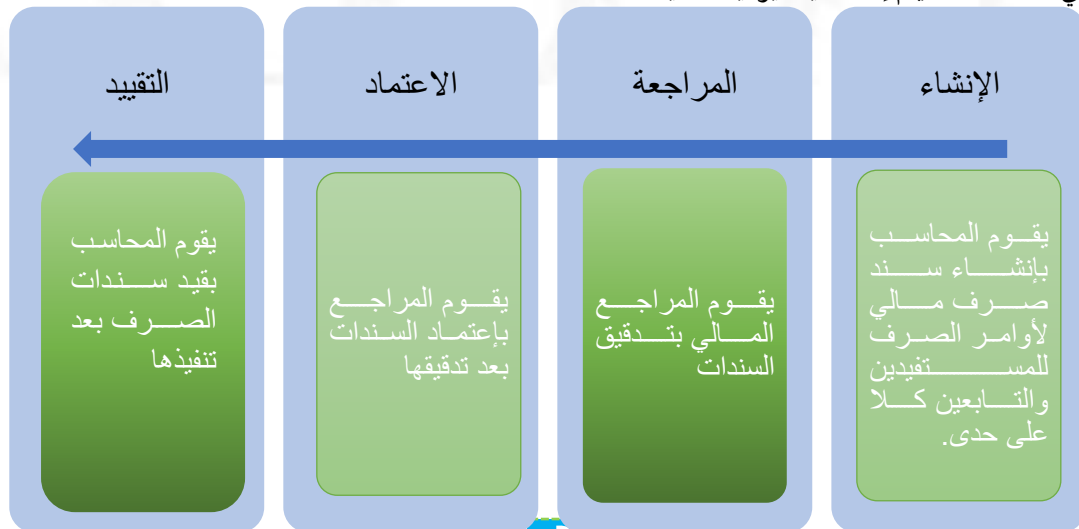 الإنشاء
المراجعة
الاعتماد
التقييد
يقوم المحاسب
بإنشاء سند
صرف مالي
لأوامر الصرف
للمستفيدين
والتابعين كلا
على حدى.
يقوم المراجع
المالي بتدقيق
السندات
يقوم المراجع
بإعتماد السندات
بعد تدقيقها
يقوم المحاسب
بقيد سندات
الصرف بعد
تنفيذها